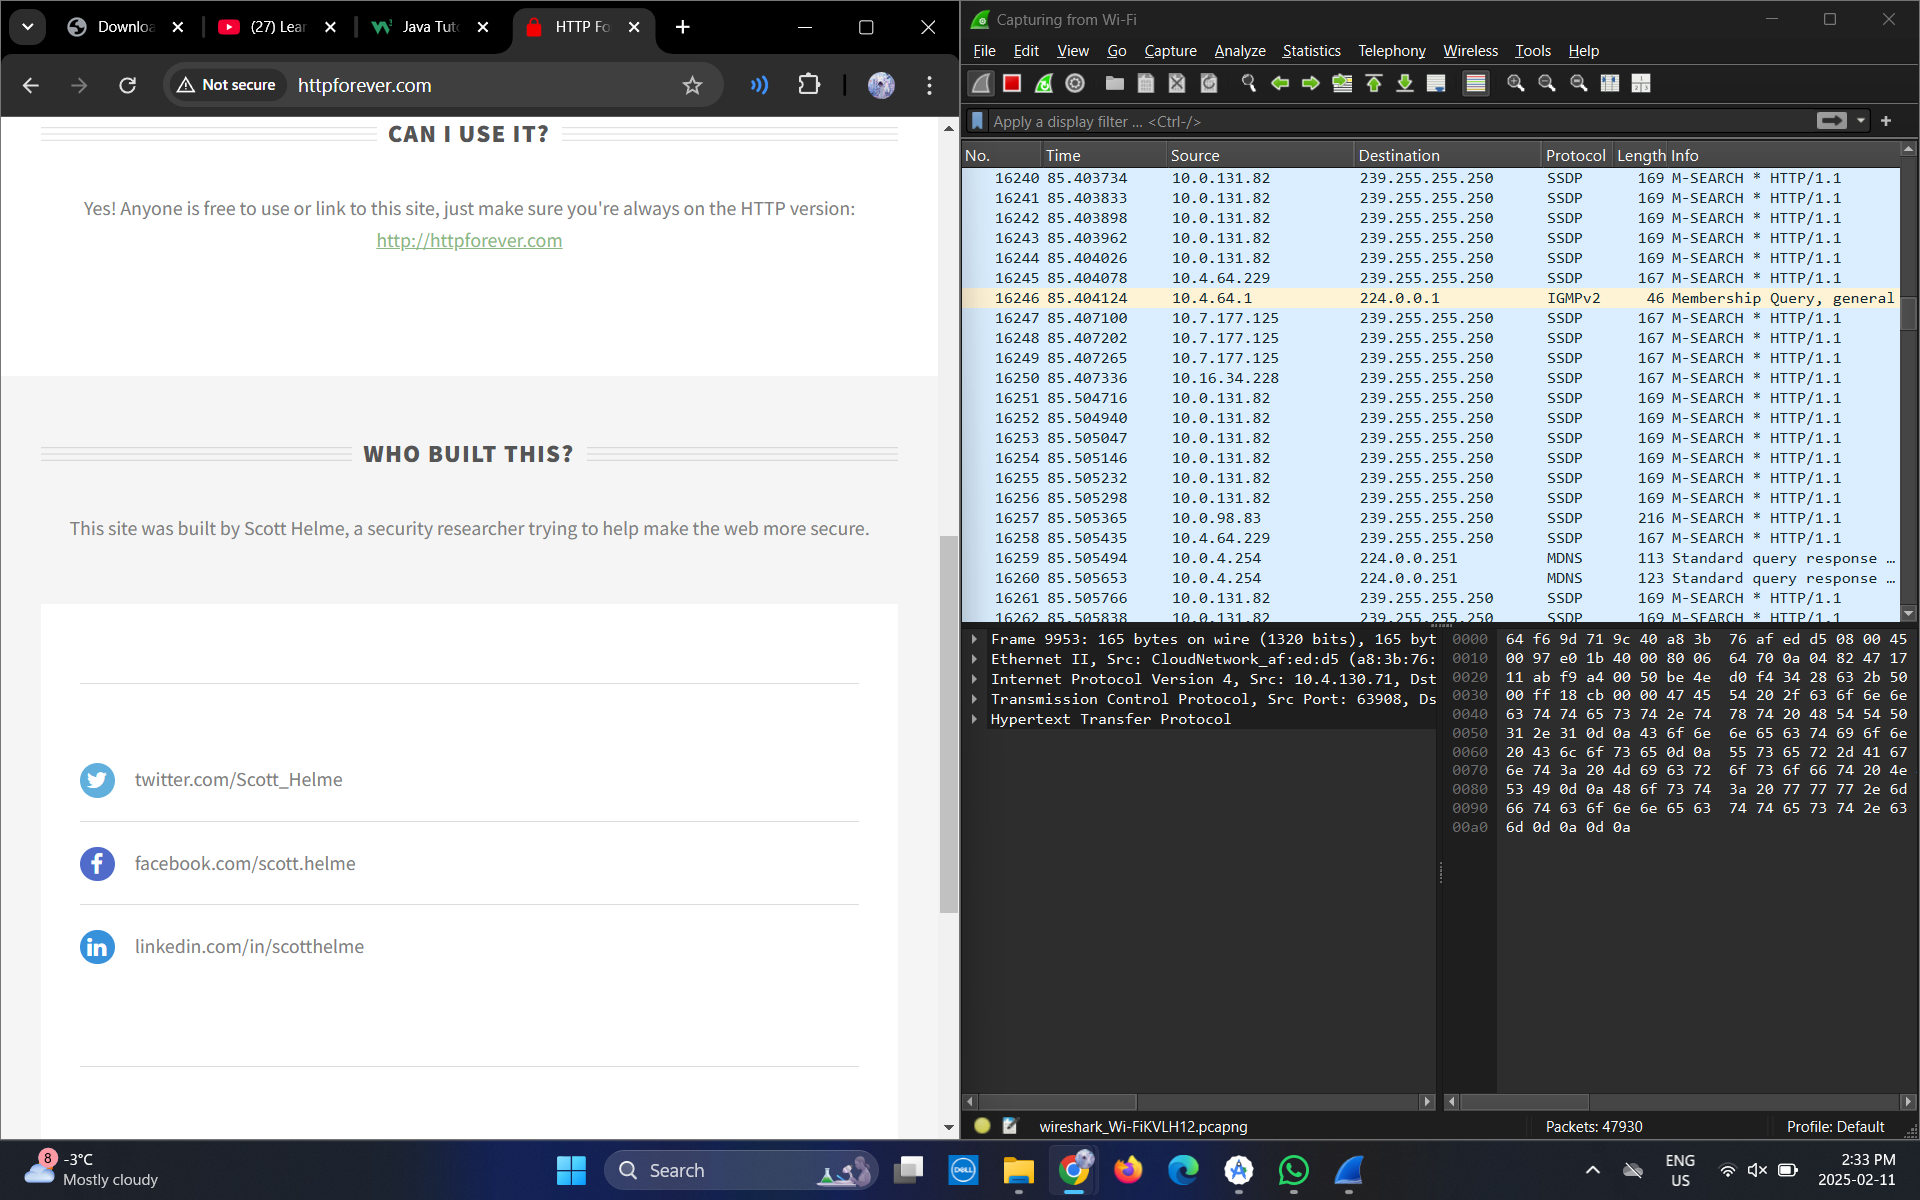 Downloa
(27) Lear
Java Tuto
HTTP Fo
Not secure
httpforever.com
CAN I USE IT?
Yes! Anyone is free to use or link to this site, just make sure you're always on the HTTP version:
http://httpforever.com
WHO BUILT THIS?
This site was built by Scott Helme, a security researcher trying to help make the web more secure.
twitter.com/Scott_Helme
facebook.com/scott.helme
linkedin.com/in/scotthelme
Capturing from Wi-Fi
File Edit View Go Capture Analyze Statistics Telephony Wireless Tools Help
Apply a display filter ... <Ctrl-/>
No. Time Source Destination Protocol Length Info
16240 85.403734 10.0.131.82 239.255.255.250 SSDP 169 M-SEARCH * HTTP/1.1
16241 85.403833 10.0.131.82 239.255.255.250 SSDP 169 M-SEARCH * HTTP/1.1
16242 85.403898 10.0.131.82 239.255.255.250 SSDP 169 M-SEARCH * HTTP/1.1
16243 85.403962 10.0.131.82 239.255.255.250 SSDP 169 M-SEARCH * HTTP/1.1
16244 85.404026 10.0.131.82 239.255.255.250 SSDP 169 M-SEARCH * HTTP/1.1
16245 85.404078 10.4.64.229 239.255.255.250 SSDP 167 M-SEARCH * HTTP/1.1
16246 85.404124 10.4.64.1 224.0.0.1 IGMPv2 46 Membership Query, general
16247 85.407100 10.7.177.125 239.255.255.250 SSDP 167 M-SEARCH * HTTP/1.1
16248 85.407202 10.7.177.125 239.255.255.250 SSDP 167 M-SEARCH * HTTP/1.1
16249 85.407265 10.7.177.125 239.255.255.250 SSDP 167 M-SEARCH * HTTP/1.1
16250 85.407336 10.16.34.228 239.255.255.250 SSDP 167 M-SEARCH * HTTP/1.1
16251 85.504716 10.0.131.82 239.255.255.250 SSDP 169 M-SEARCH * HTTP/1.1
16252 85.504940 10.0.131.82 239.255.255.250 SSDP 169 M-SEARCH * HTTP/1.1
16253 85.505047 10.0.131.82 239.255.255.250 SSDP 169 M-SEARCH * HTTP/1.1
16254 85.505146 10.0.131.82 239.255.255.250 SSDP 169 M-SEARCH * HTTP/1.1
16255 85.505232 10.0.131.82 239.255.255.250 SSDP 169 M-SEARCH * HTTP/1.1
16256 85.505298 10.0.131.82 239.255.255.250 SSDP 169 M-SEARCH * HTTP/1.1
16257 85.505365 10.0.98.83 239.255.255.250 SSDP 216 M-SEARCH * HTTP/1.1
16258 85.505435 10.4.64.229 239.255.255.250 SSDP 167 M-SEARCH * HTTP/1.1
16259 85.505494 10.0.4.254 224.0.0.251 MDNS 113 Standard query response …
16260 85.505653 10.0.4.254 224.0.0.251 MDNS 123 Standard query response …
16261 85.505766 10.0.131.82 239.255.255.250 SSDP 169 M-SEARCH * HTTP/1.1
16262 85.505838 10.0.131.82 239.255.255.250 SSDP 169 M-SEARCH * HTTP/1.1
Frame 9953: 165 bytes on wire (1320 bits), 165 byt
Ethernet II, Src: CloudNetwork_af:ed:d5 (a8:3b:76:
Internet Protocol Version 4, Src: 10.4.130.71, Dst
Transmission Control Protocol, Src Port: 63908, Ds
Hypertext Transfer Protocol
0000 64 f6 9d 71 9c 40 a8 3b 76 af ed d5 08 00 45
0010 00 97 e0 1b 40 00 80 06 64 70 0a 04 82 47 17
0020 11 ab f9 a4 00 50 be 4e d0 f4 34 28 63 2b 50
0030 00 ff 18 cb 00 00 47 45 54 20 2f 63 6f 6e 6e
0040 63 74 74 65 73 74 2e 74 78 74 20 48 54 54 50
0050 31 2e 31 0d 0a 43 6f 6e 6e 65 63 74 69 6f 6e
0060 20 43 6c 6f 73 65 0d 0a 55 73 65 72 2d 41 67
0070 6e 74 3a 20 4d 69 63 72 6f 73 6f 66 74 20 4e
0080 53 49 0d 0a 48 6f 73 74 3a 20 77 77 77 2e 6d
0090 66 74 63 6f 6e 6e 65 63 74 74 65 73 74 2e 63
00a0 6d 0d 0a 0d 0a
wireshark_Wi-FiKVLH12.pcapng
Packets: 47930
Profile: Default
8
-3°C
Mostly cloudy
Search
DELL
ENG
US
2:33 PM
2025-02-11